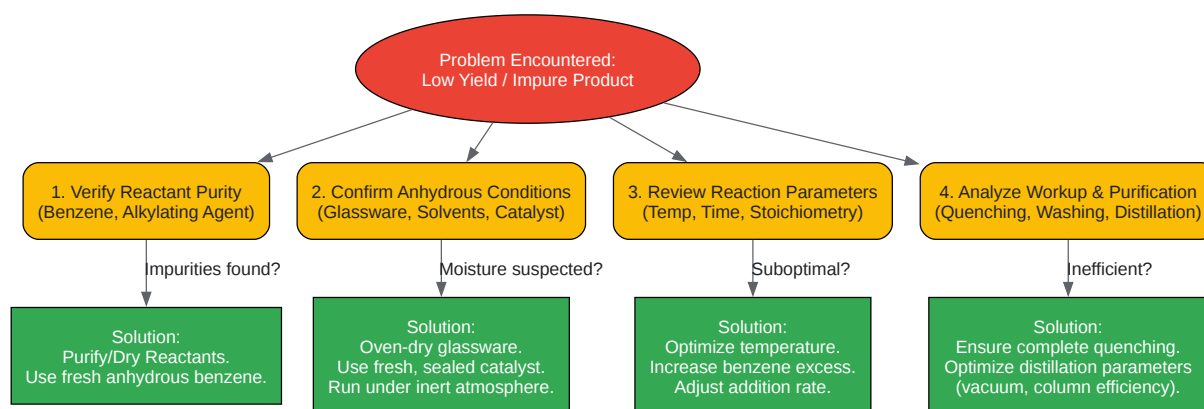 Problem Encountered:
Low Yield / Impure Product
1. Verify Reactant Purity
(Benzene, Alkylating Agent)
2. Confirm Anhydrous Conditions
(Glassware, Solvents, Catalyst)
3. Review Reaction Parameters
(Temp, Time, Stoichiometry)
4. Analyze Workup & Purification
(Quenching, Washing, Distillation)
Impurities found?
Moisture suspected?
Suboptimal?
Inefficient?
Solution:
Purify/Dry Reactants.
Use fresh anhydrous benzene.
Solution:
Oven-dry glassware.
Use fresh, sealed catalyst.
Run under inert atmosphere.
Solution:
Optimize temperature.
Increase benzene excess.
Adjust addition rate.
Solution:
Ensure complete quenching.
Optimize distillation parameters
(vacuum, column efficiency).